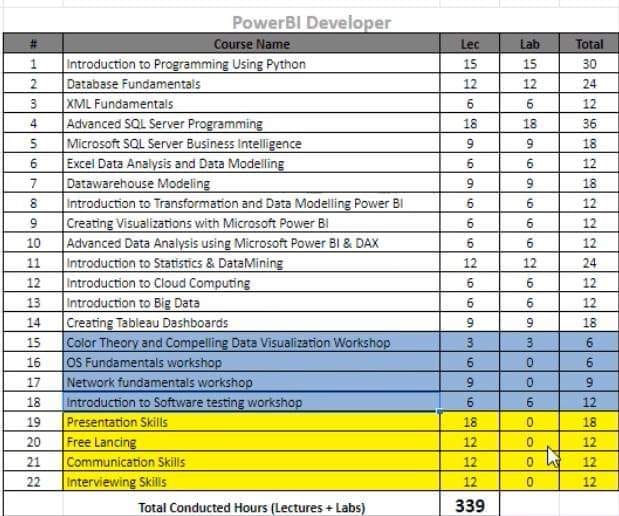 PowerBI Developer
# Course Name Lec Lab Total
1 Introduction to Programming Using Python 15 15 30
2 Database Fundamentals 12 12 24
3 XML Fundamentals 6 6 12
4 Advanced SQL Server Programming 18 18 36
5 Microsoft SQL Server Business Intelligence 9 9 18
6 Excel Data Analysis and Data Modelling 6 6 12
7 Datawarehouse Modeling 9 9 18
8 Introduction to Transformation and Data Modelling Power BI 6 6 12
9 Creating Visualizations with Microsoft Power BI 6 6 12
10 Advanced Data Analysis using Microsoft Power BI & DAX 6 6 12
11 Introduction to Statistics & DataMining 12 12 24
12 Introduction to Cloud Computing 6 6 12
13 Introduction to Big Data 6 6 12
14 Creating Tableau Dashboards 9 9 18
15 Color Theory and Compelling Data Visualization Workshop 3 3 6
16 OS Fundamentals workshop 6 0 6
17 Network fundamentals workshop 9 0 9
18 Introduction to Software testing workshop 6 6 12
19 Presentation Skills 18 0 18
20 Free Lancing 12 0 12
21 Communication Skills 12 0 12
22 Interviewing Skills 12 0 12
Total Conducted Hours (Lectures + Labs) 339